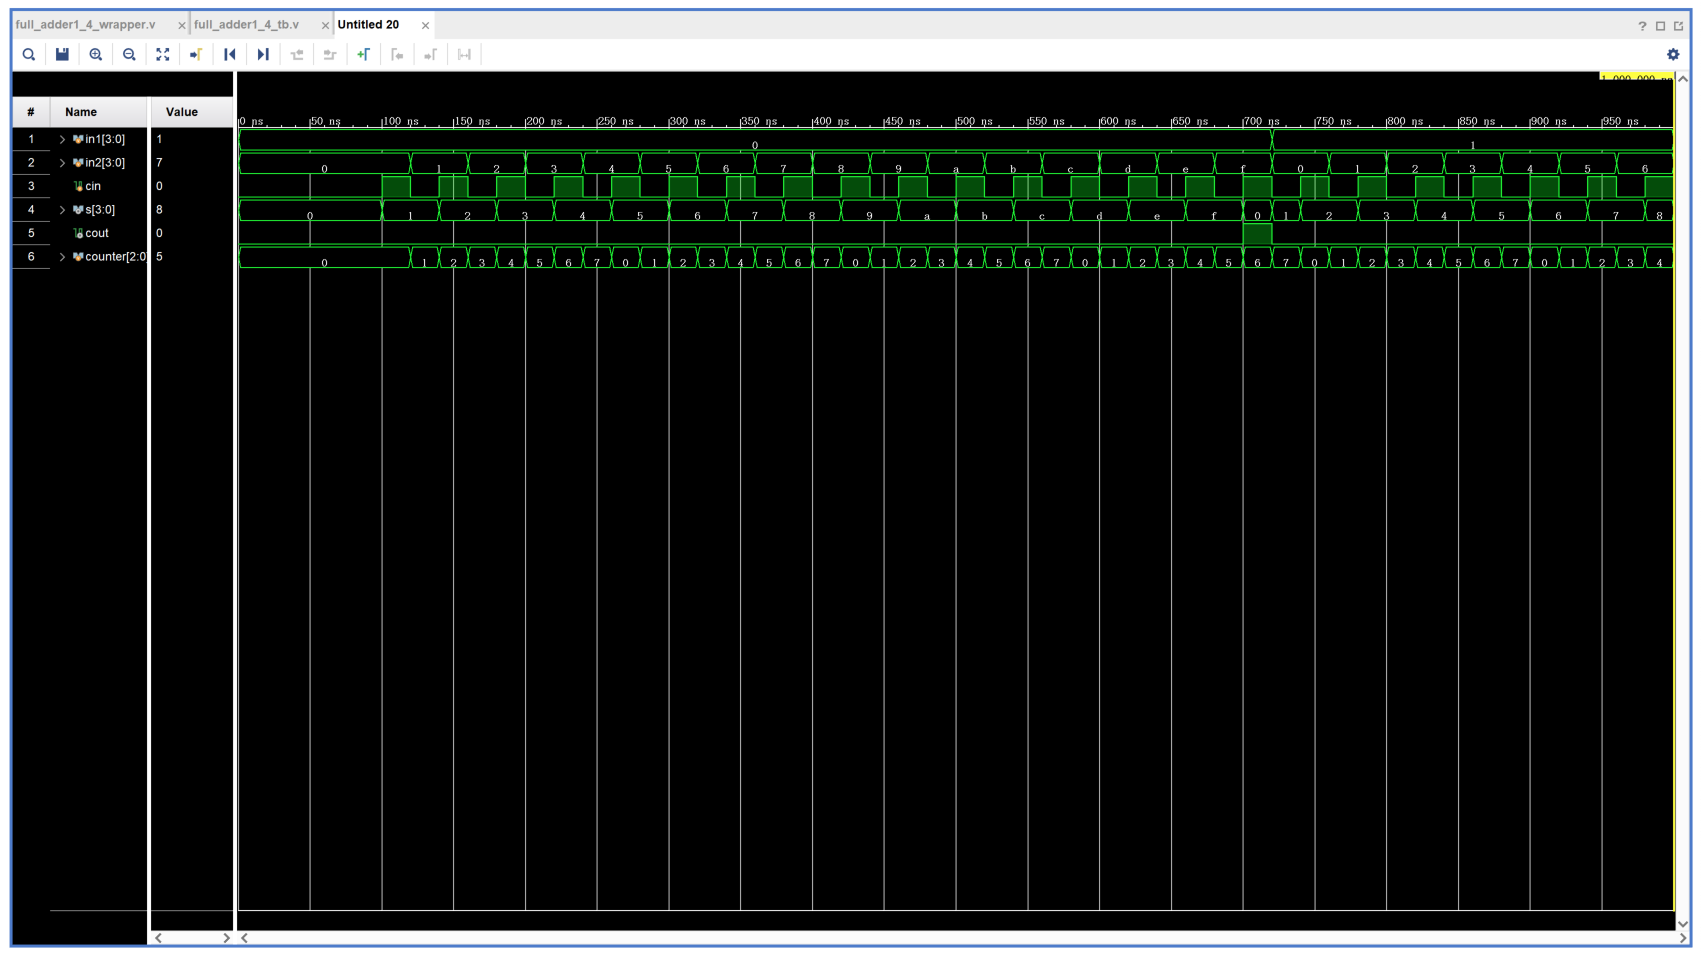 full_adder1_4_wrapper.v × full_adder1_4_tb.v × Untitled 20 × ?
# Name Value
0 ns 50 ns 100 ns 150 ns 200 ns 250 ns 300 ns 350 ns 400 ns 450 ns 500 ns 550 ns 600 ns 650 ns 700 ns 750 ns 800 ns 850 ns 900 ns 950 ns
1 in1[3:0] 1 0 1
2 in2[3:0] 7 0 1 2 3 4 5 6 7 8 9 a b c d e f 0 1 2 3 4 5 6
3 cin 0
4 s[3:0] 8 0 1 2 3 4 5 6 7 8 9 a b c d e f 0 1 2 3 4 5 6 7 8
5 cout 0
6 counter[2:0 5 0 1 2 3 4 5 6 7 0 1 2 3 4 5 6 7 0 1 2 3 4 5 6 7 0 1 2 3 4 5 6 7 0 1 2 3 4 5 6 7 0 1 2 3 4